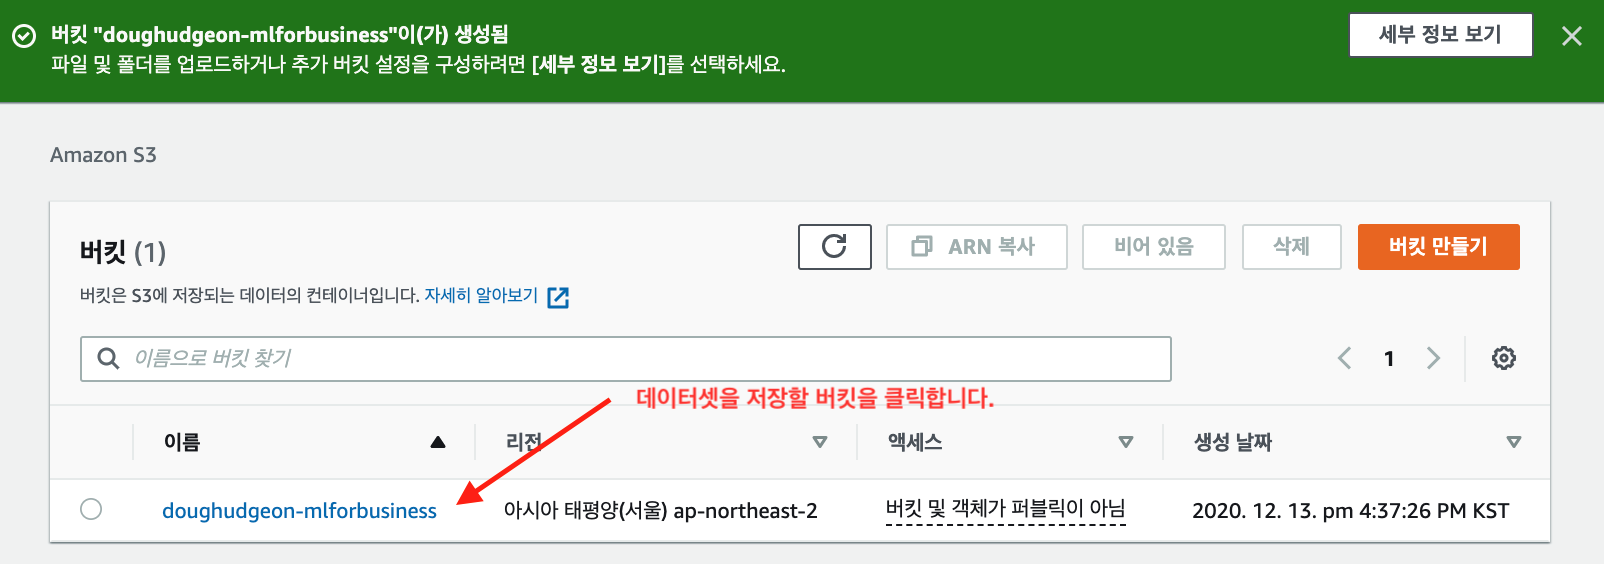 버킷 "doughudgeon-mlforbusiness"이(가) 생성됨
파일 및 폴더를 업로드하거나 추가 버킷 설정을 구성하려면 [세부 정보 보기]를 선택하세요.
세부 정보 보기
Amazon S3
버킷 (1)
ARN 복사
비어 있음
삭제
버킷 만들기
버킷은 S3에 저장되는 데이터의 컨테이너입니다. 자세히 알아보기
이름으로 버킷 찾기
1
데이터셋을 저장할 버킷을 클릭합니다.
이름 리전 액세스 생성 날짜
doughudgeon-mlforbusiness 아시아 태평양(서울) ap-northeast-2 버킷 및 객체가 퍼블릭이 아님 2020. 12. 13. pm 4:37:26 PM KST